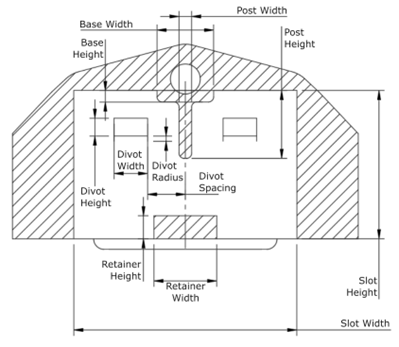 Post Width
Base Width
Base
Height
Post
Height
Divot
Width
Divot
Radius
Divot
Spacing
Divot
Height
Retainer
Height
Retainer
Width
Slot
Height
Slot Width